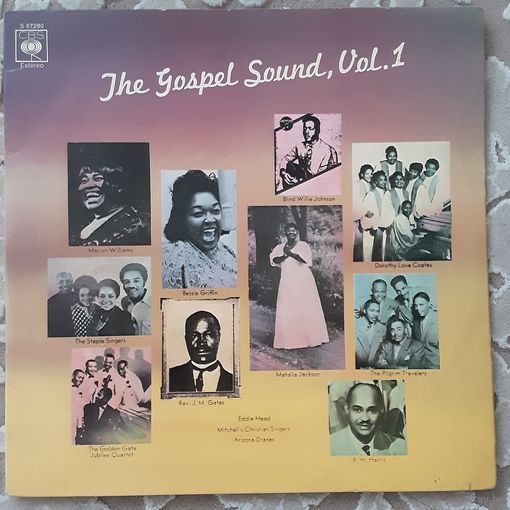 S 67280
CBS
Estéreo
The Gospel Sound, Vol. 1
Blind Willie Johnson
Marion Williams
Dorothy Love Coates
Bessie Griffin
The Staple Singers
Mahalia Jackson
The Pilgrim Travelers
Rev. J. M. Gates
The Golden Gate
Jubilee Quartet
Eddie Head
Mitchell's Christian Singers
Arizona Dranes
R. H. Harris